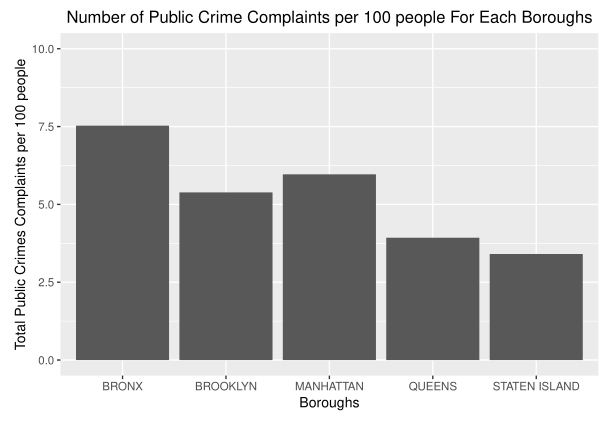 Number of Public Crime Complaints per 100 people For Each Boroughs
Total Public Crimes Complaints per 100 people
10.0
7.5
5.0
2.5
0.0
BRONX BROOKLYN MANHATTAN QUEENS STATEN ISLAND
Boroughs